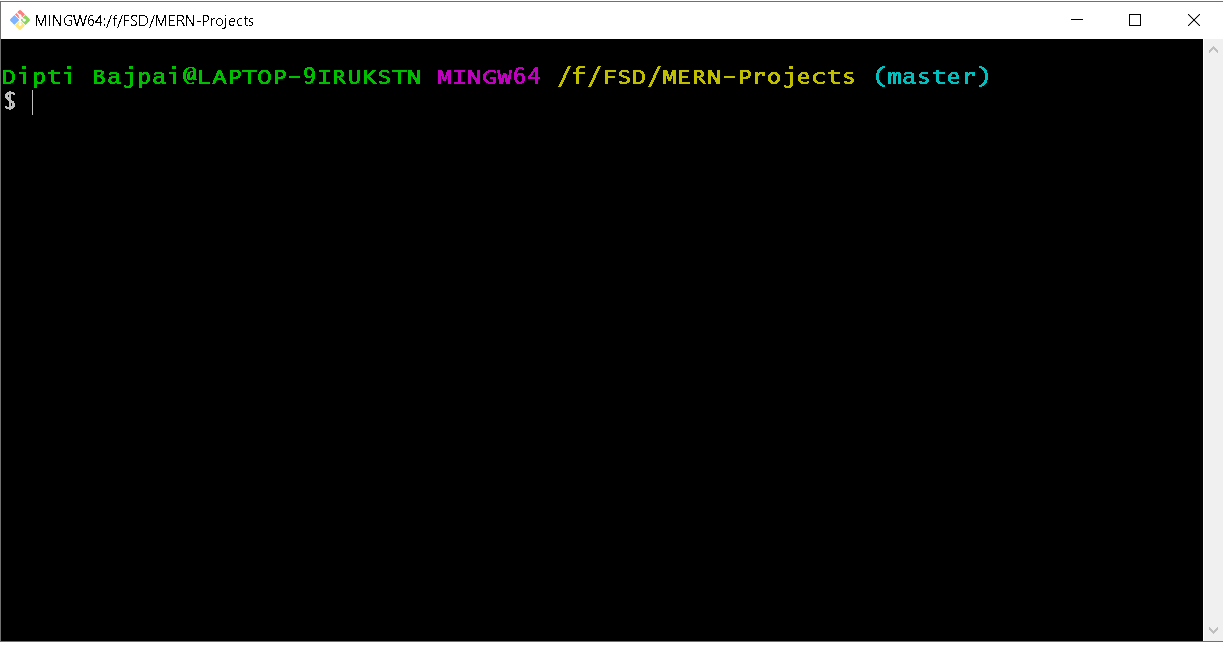 MINGW64:/f/FSD/MERN-Projects
Dipti Bajpai@LAPTOP-9IRUKSTN MINGW64 /f/FSD/MERN-Projects (master)
$